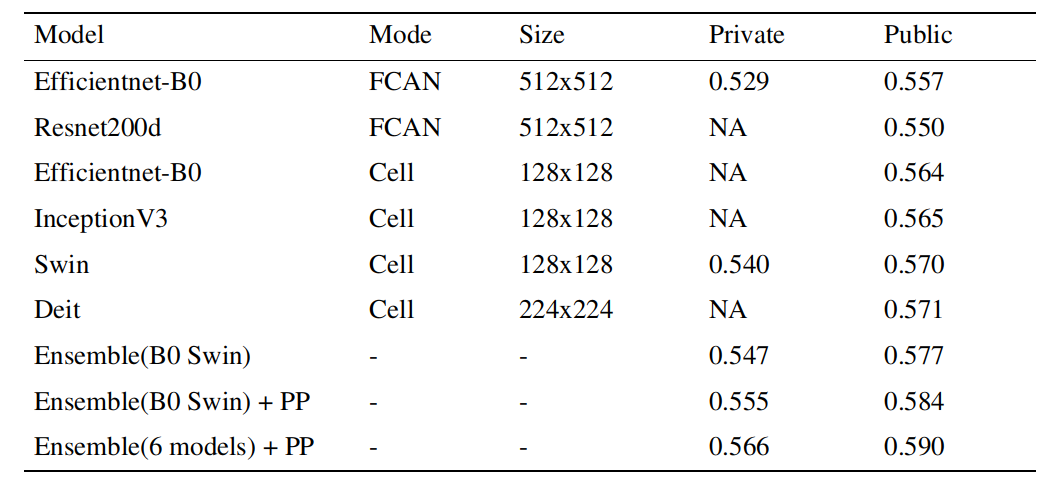 Model Mode Size Private Public
Efficientnet-B0 FCAN 512x512 0.529 0.557
Resnet200d FCAN 512x512 NA 0.550
Efficientnet-B0 Cell 128x128 NA 0.564
InceptionV3 Cell 128x128 NA 0.565
Swin Cell 128x128 0.540 0.570
Deit Cell 224x224 NA 0.571
Ensemble(B0 Swin) - - 0.547 0.577
Ensemble(B0 Swin) + PP - - 0.555 0.584
Ensemble(6 models) + PP - - 0.566 0.590